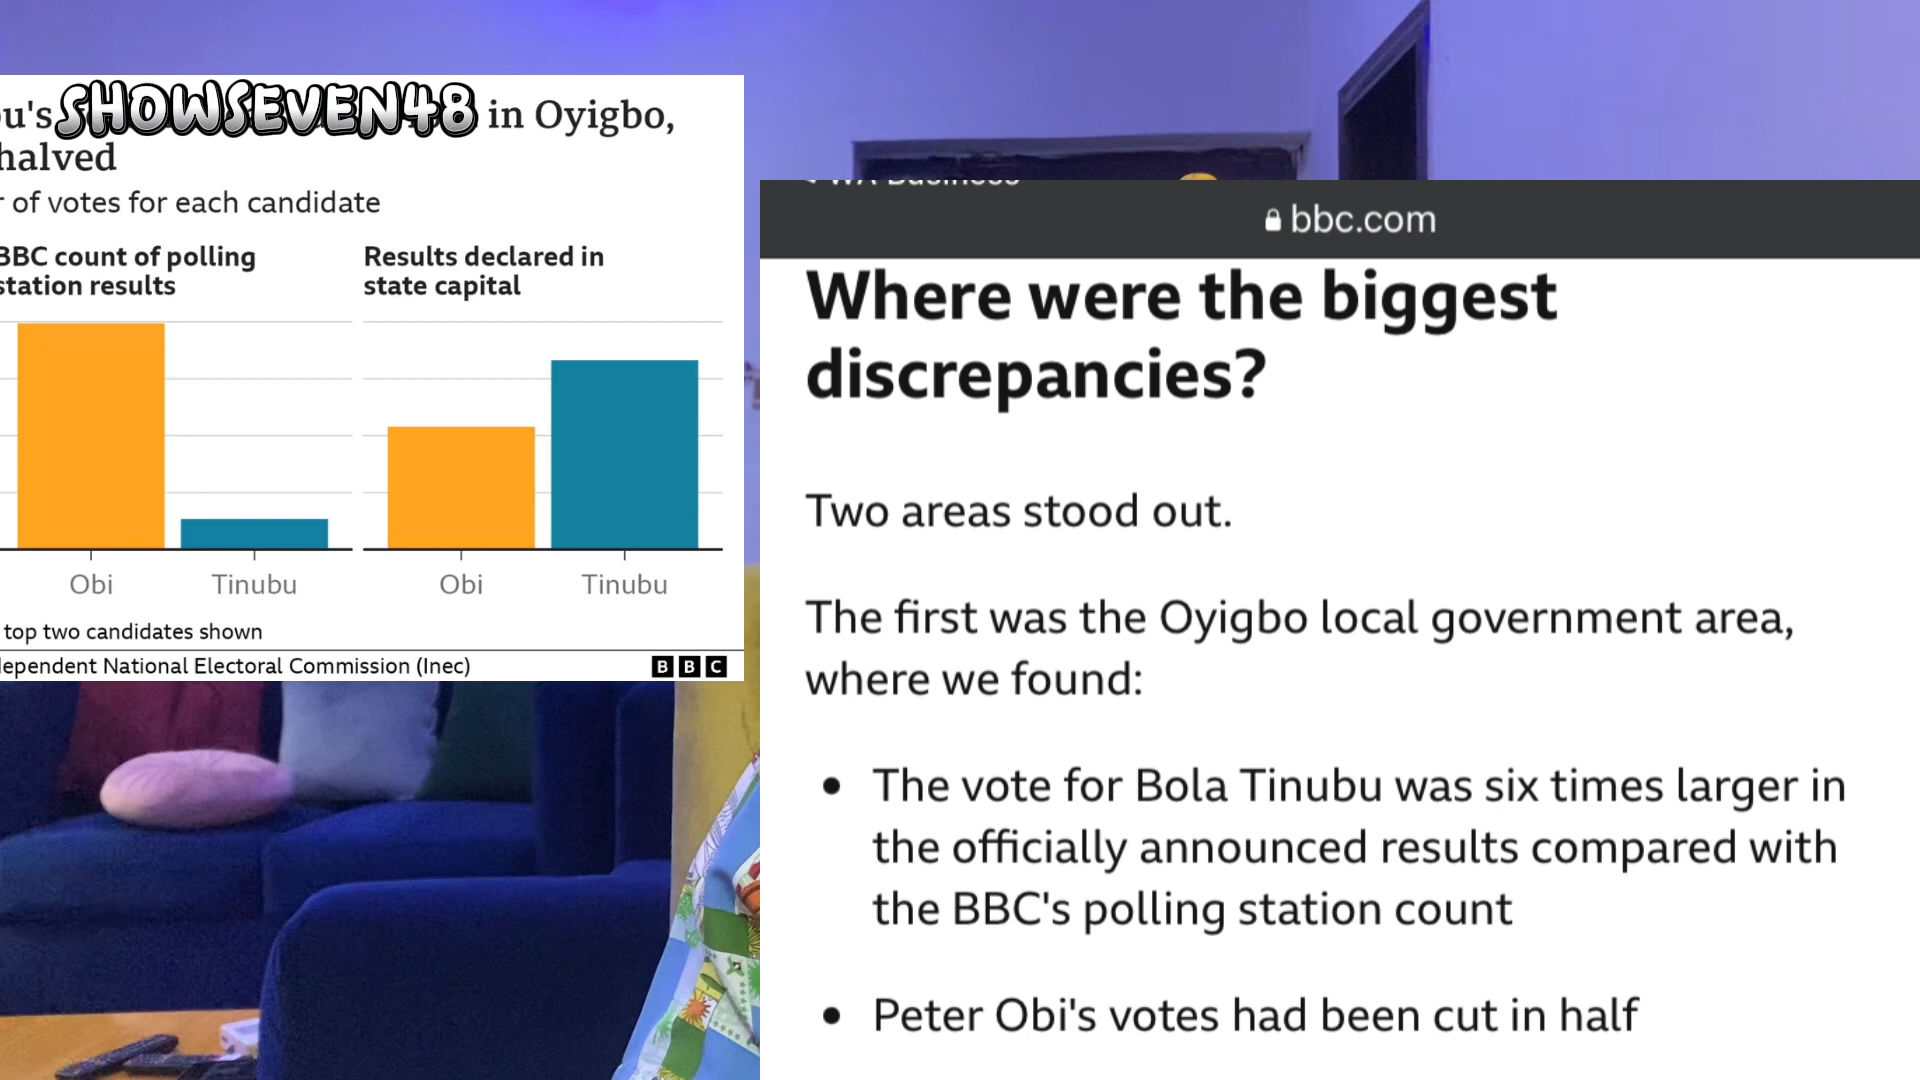 SHOWSEVEN48
in Oyigbo,
halved
of votes for each candidate
BBC count of polling
station results
Results declared in
state capital
Obi
Tinubu
Obi
Tinubu
top two candidates shown
National Electoral Commission (Inec)
BBC
WA Business
bbc.com
Where were the biggest
discrepancies?
Two areas stood out.
The first was the Oyigbo local government area,
where we found:
• The vote for Bola Tinubu was six times larger in
the officially announced results compared with
the BBC's polling station count
• Peter Obi's votes had been cut in half